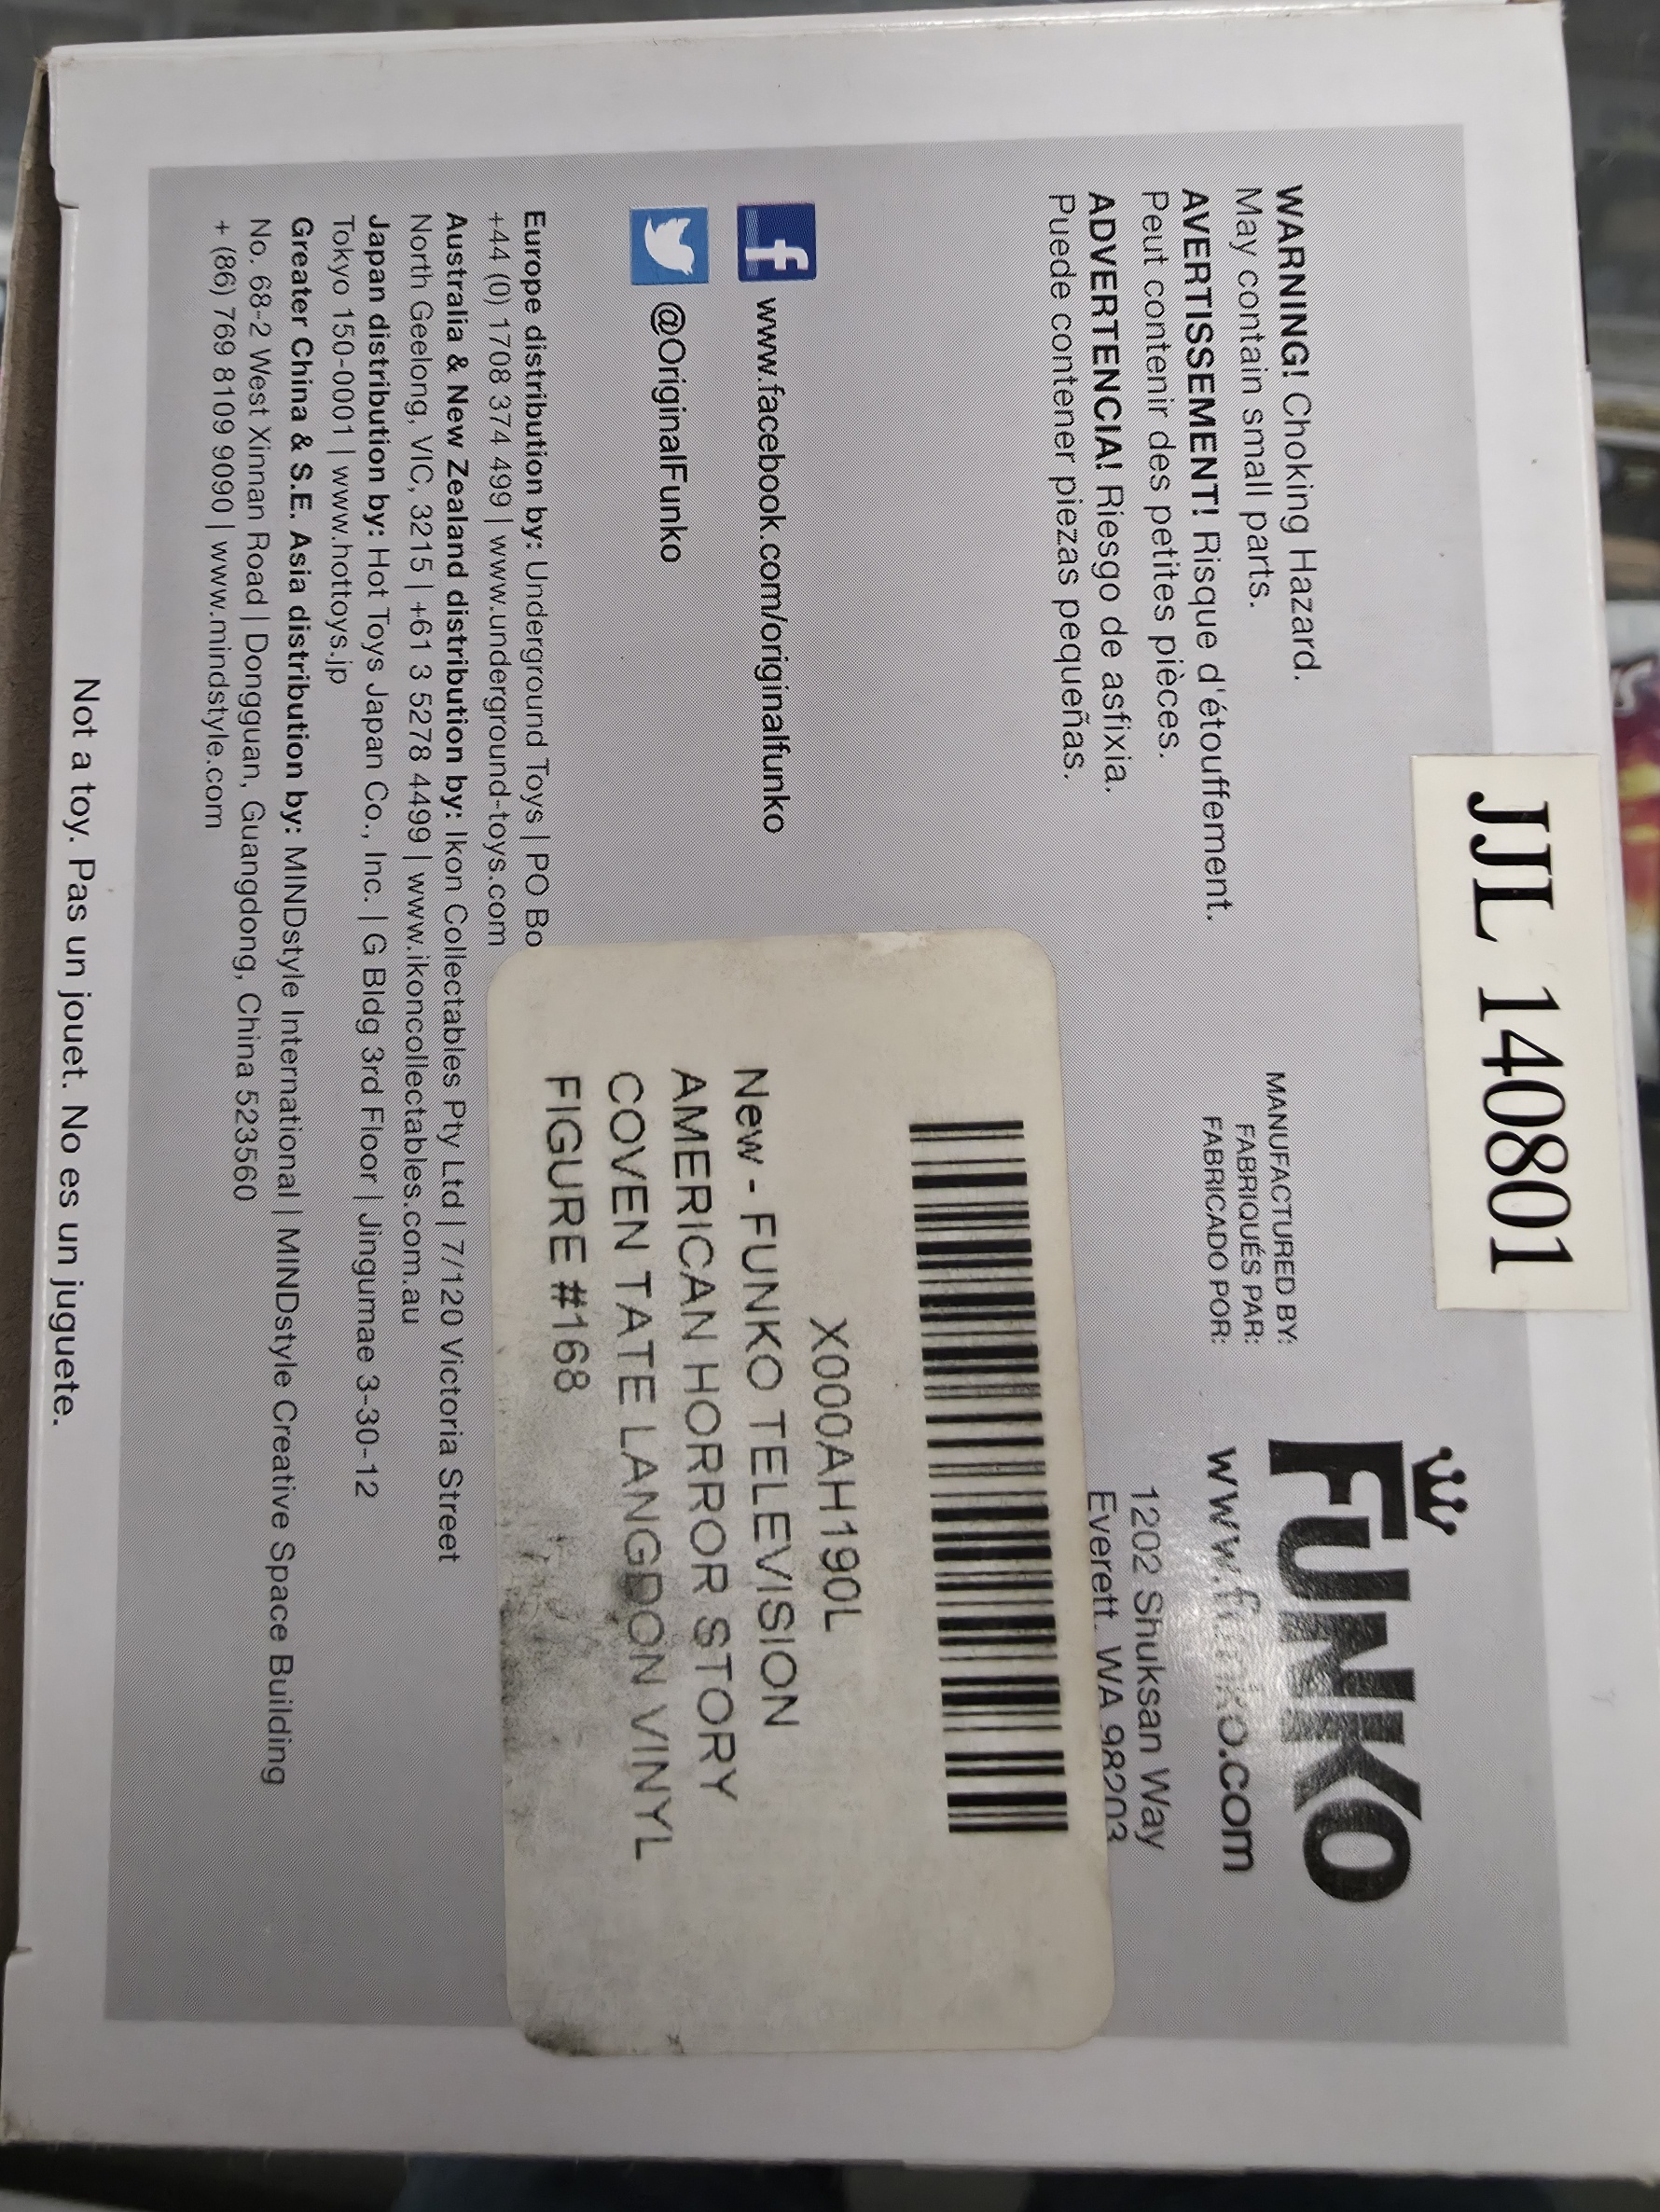 JJL 140801
WARNING! Choking Hazard.
May contain small parts.
AVERTISSEMENT! Risque d'étouffement.
Peut contenir des petites pièces.
ADVERTENCIA! Riesgo de asfixia.
Puede contener piezas pequeñas.
MANUFACTURED BY:
FABRIQUÉS PAR:
FABRICADO POR:
FUNKO
www.funko.com
1202 Shuksan Way
Everett, WA 98203
f www.facebook.com/originalfunko
@OriginalFunko
X000AH190L
New - FUNKO TELEVISION
AMERICAN HORROR STORY
COVEN TATE LANGDON VINYL
FIGURE #168
Europe distribution by: Underground Toys | PO Bo
+44 (0) 1708 374 499 | www.underground-toys.com
Australia & New Zealand distribution by: Ikon Collectables Pty Ltd | 7/120 Victoria Street
North Geelong, VIC, 3215 | +61 3 5278 4499 | www.ikoncollectables.com.au
Japan distribution by: Hot Toys Japan Co., Inc. | G Bldg 3rd Floor | Jingumae 3-30-12
Tokyo 150-0001 | www.hottoys.jp
Greater China & S.E. Asia distribution by: MINDstyle International | MINDstyle Creative Space Building
No. 68-2 West Xinnan Road | Dongguan, Guangdong, China 523560
+ (86) 769 8109 9090 | www.mindstyle.com
Not a toy. Pas un jouet. No es un juguete.